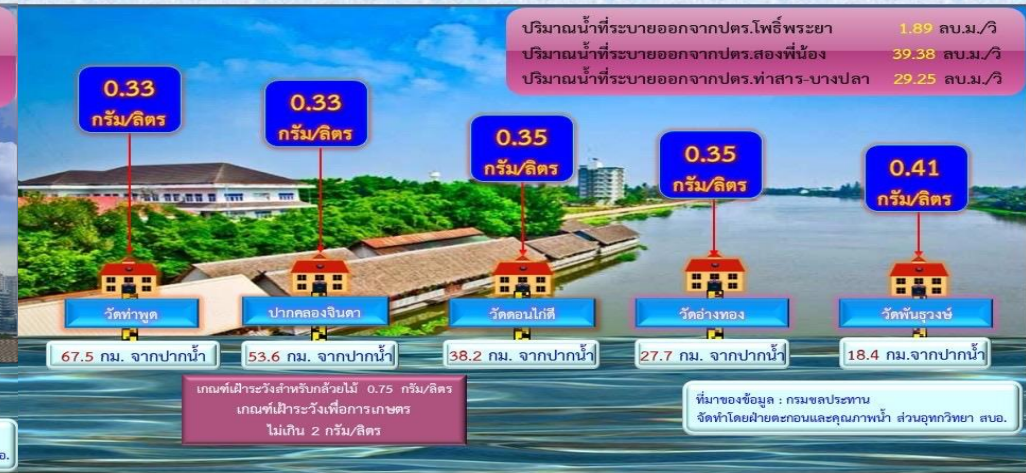 ปริมาณน้ำที่ระบายออกจากปตร.โพธิ์พระยา 1.89 ลบ.ม./วิ
ปริมาณน้ำที่ระบายออกจากปตร.สองพี่น้อง 39.38 ลบ.ม./วิ
ปริมาณน้ำที่ระบายออกจากปตร.ท่าสาร-บางปลา 29.25 ลบ.ม./วิ
0.33
กรัม/ลิตร
0.33
กรัม/ลิตร
0.35
กรัม/ลิตร
0.35
กรัม/ลิตร
0.41
กรัม/ลิตร
วัดท่าพูด
ปากคลองจินดา
วัดดอนไก่ดี
วัดอ่างทอง
วัดพันธุวงษ์
67.5 กม. จากปากน้ำ
53.6 กม. จากปากน้ำ
38.2 กม. จากปากน้ำ
27.7 กม. จากปากน้ำ
18.4 กม.จากปากน้ำ
เกณฑ์เฝ้าระวังสำหรับกล้วยไม้ 0.75 กรัม/ลิตร
เกณฑ์เฝ้าระวังเพื่อการเกษตร
ไม่เกิน 2 กรัม/ลิตร
ที่มาของข้อมูล : กรมชลประทาน
จัดทำโดยฝ่ายตะกอนและคุณภาพน้ำ ส่วนอุทกวิทยา สบอ.